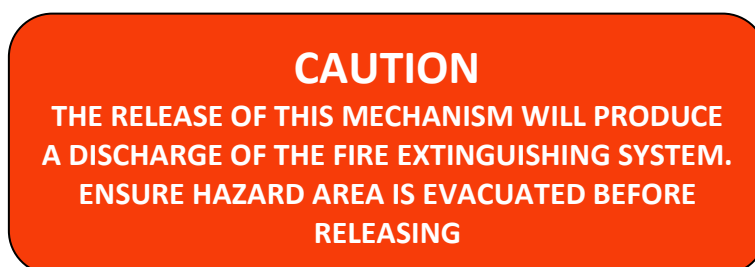 CAUTION
THE RELEASE OF THIS MECHANISM WILL PRODUCE
A DISCHARGE OF THE FIRE EXTINGUISHING SYSTEM.
ENSURE HAZARD AREA IS EVACUATED BEFORE
RELEASING